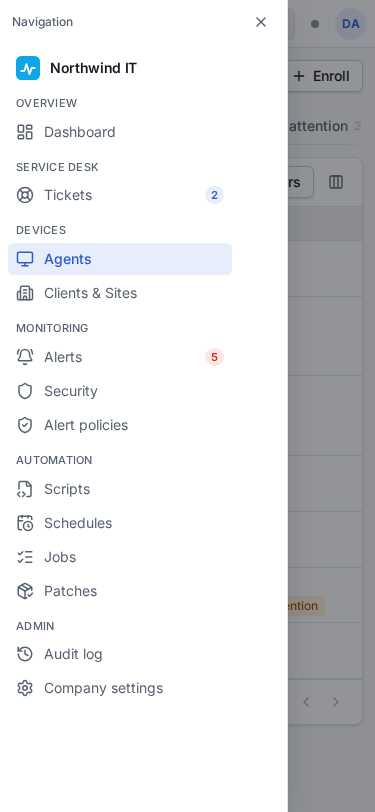 Navigation
DA
Northwind IT
Enroll
OVERVIEW
Dashboard
attention 3
SERVICE DESK
Tickets 2
rs
DEVICES
Agents
Clients & Sites
MONITORING
Alerts 5
Security
Alert policies
AUTOMATION
Scripts
Schedules
Jobs
Patches
ention
ADMIN
Audit log
Company settings